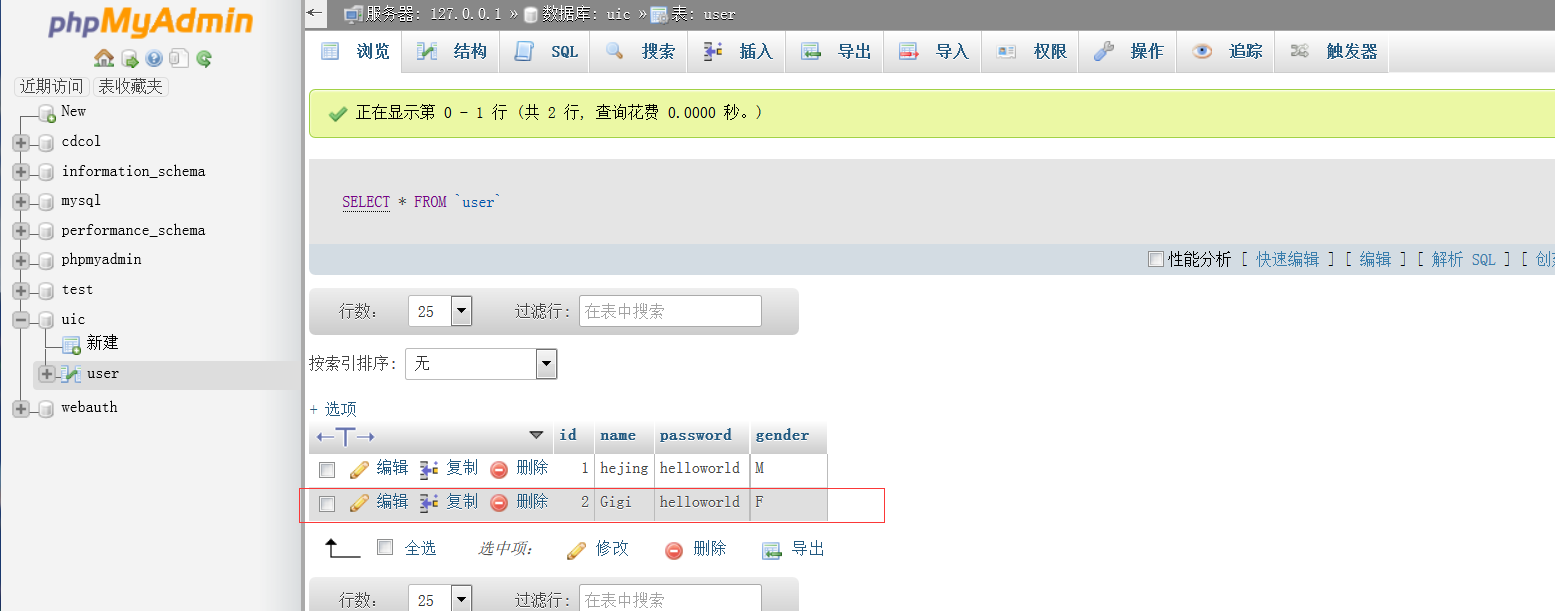 phpMyAdmin
近期访问 表收藏夹
New
cdcol
information_schema
mysql
performance_schema
phpmyadmin
test
uic
新建
user
webauth
服务器: 127.0.0.1 » 数据库: uic » 表: user
浏览 结构 SQL 搜索 插入 导出 导入 权限 操作 追踪 触发器
正在显示第 0 - 1 行 (共 2 行, 查询花费 0.0000 秒。)
SELECT * FROM `user`
性能分析 [ 快速编辑 ] [ 编辑 ] [ 解析 SQL ] [ 创
行数: 25 过滤行: 在表中搜索
按索引排序: 无
+ 选项
←T→ id name password gender
编辑 复制 删除 1 hejing helloworld M
编辑 复制 删除 2 Gigi helloworld F
全选 选中项: 修改 删除 导出
行数: 25 过滤行: 在表中搜索